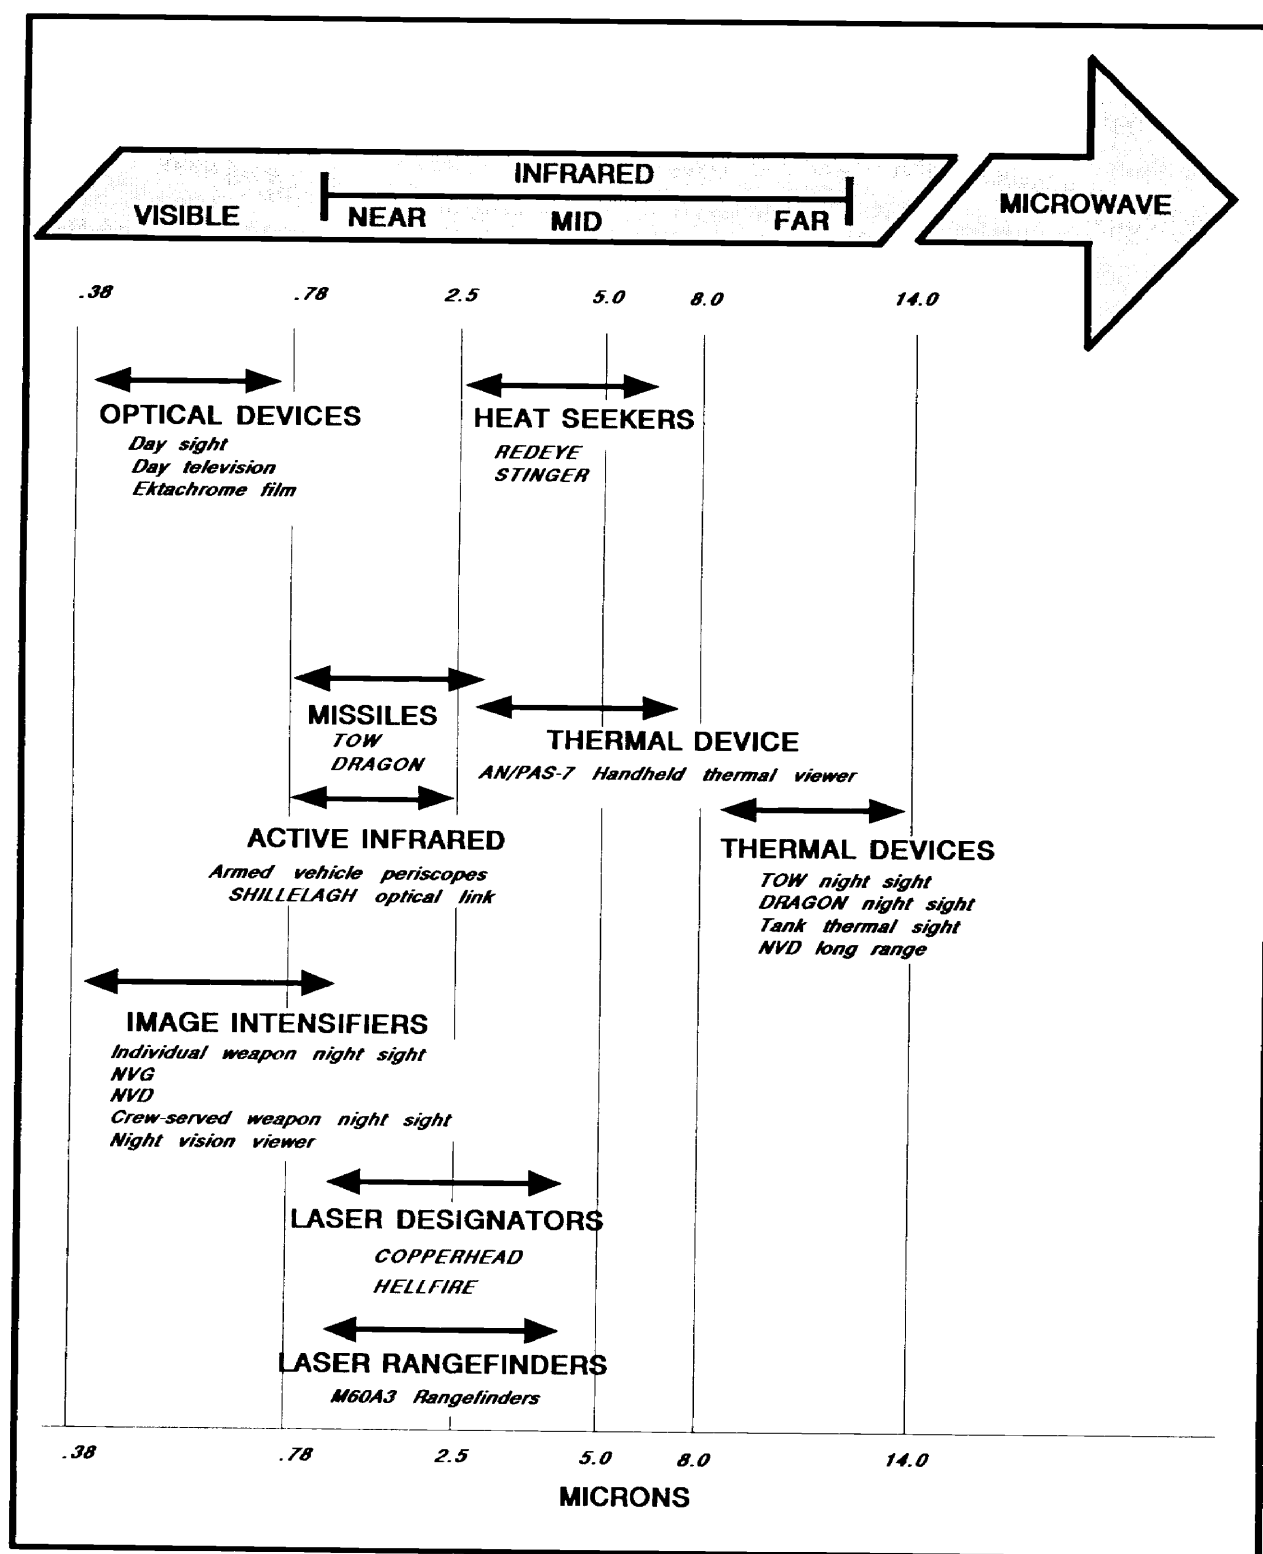 INFRARED
VISIBLE
NEAR
MID
FAR
MICROWAVE
.38
.78
2.5
5.0
8.0
14.0
OPTICAL DEVICES
Day sight
Day television
Ektachrome film
HEAT SEEKERS
REDEYE
STINGER
MISSILES
TOW
DRAGON
THERMAL DEVICE
AN/PAS-7 Handheld thermal viewer
ACTIVE INFRARED
Armed vehicle periscopes
SHILLELAGH optical link
THERMAL DEVICES
TOW night sight
DRAGON night sight
Tank thermal sight
NVD long range
IMAGE INTENSIFIERS
Individual weapon night sight
NVG
NVD
Crew-served weapon night sight
Night vision viewer
LASER DESIGNATORS
COPPERHEAD
HELLFIRE
LASER RANGEFINDERS
M60A3 Rangefinders
.38
.78
2.5
5.0
8.0
14.0
MICRONS